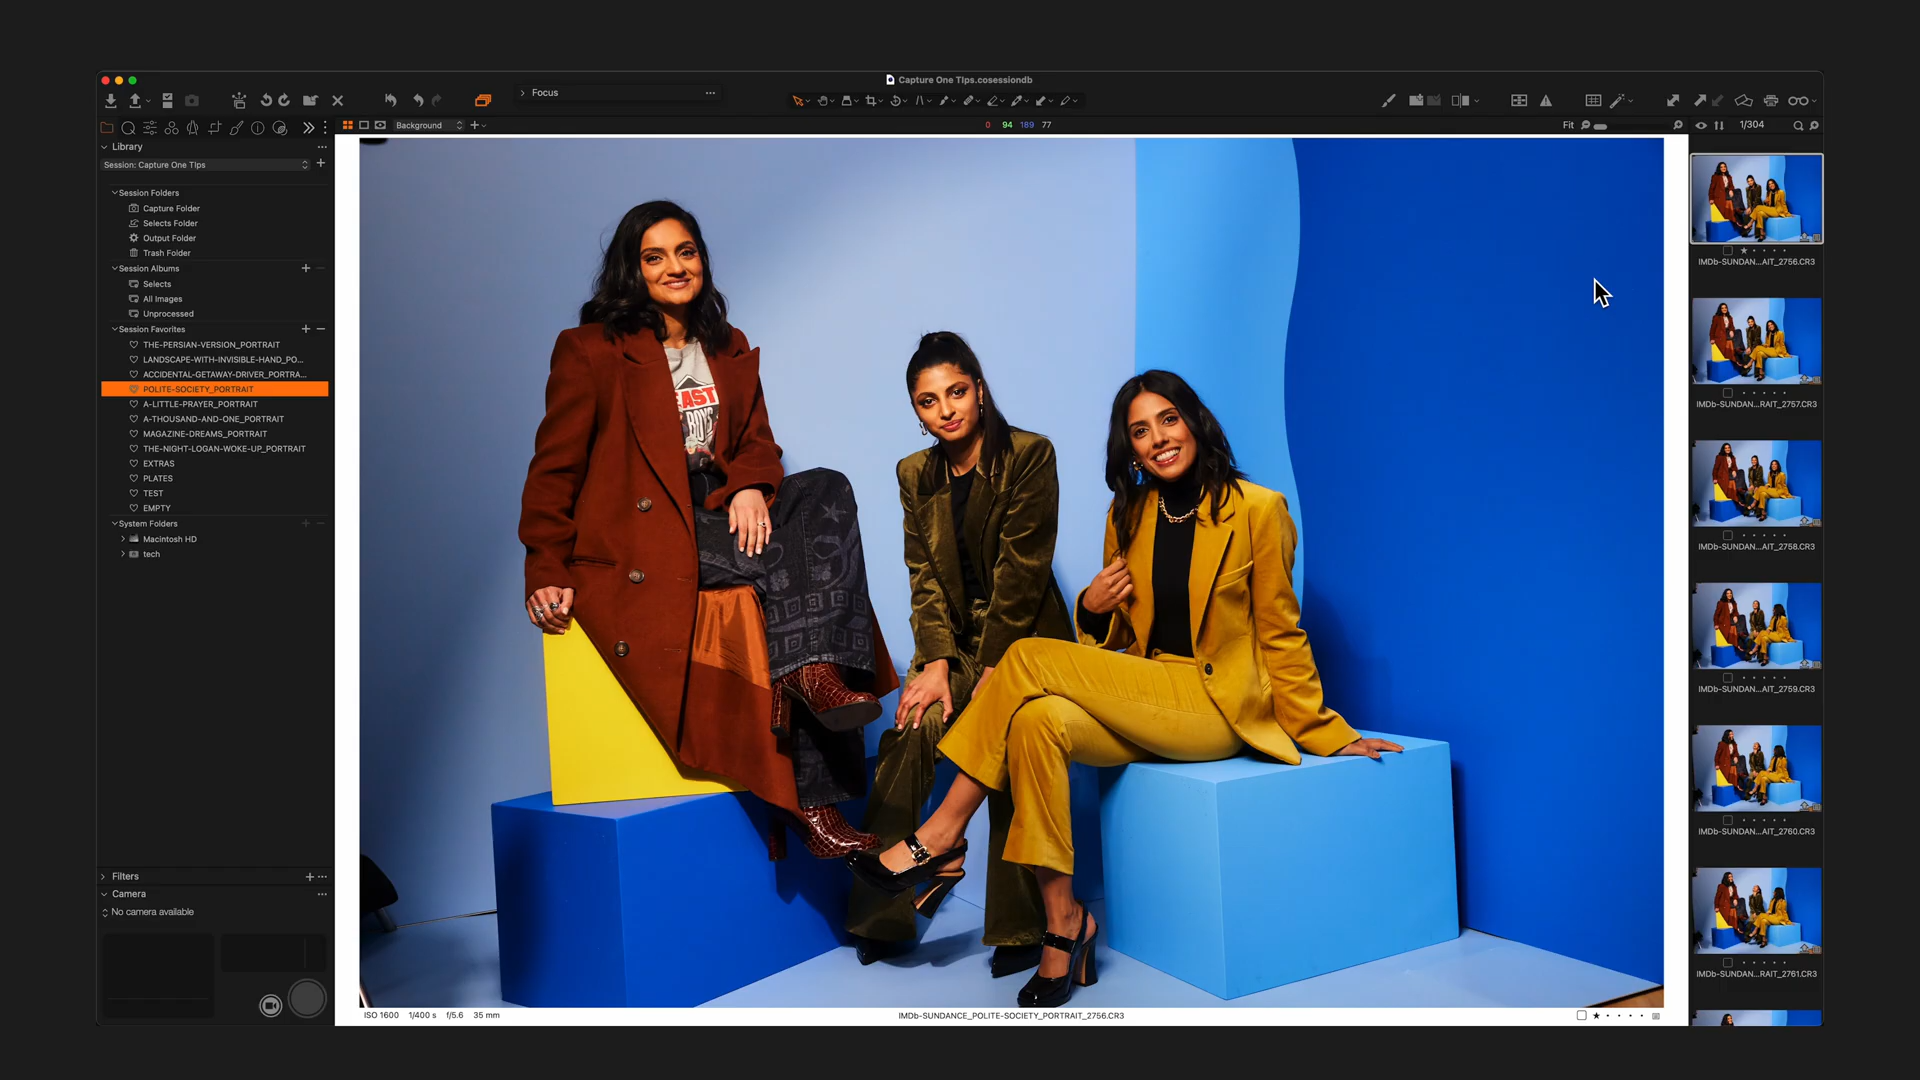 Capture One Tips.cosessiondb
Focus
Background
0 94 189 77
Fit
1/304
Library
Session: Capture One Tips
Session Folders
Capture Folder
Selects Folder
Output Folder
Trash Folder
Session Albums
Selects
All Images
Unprocessed
Session Favorites
THE-PERSIAN-VERSION_PORTRAIT
LANDSCAPE-WITH-INVISIBLE-HAND_PO...
ACCIDENTAL-GETAWAY-DRIVER_PORTRA...
POLITE-SOCIETY_PORTRAIT
A-LITTLE-PRAYER_PORTRAIT
A-THOUSAND-AND-ONE_PORTRAIT
MAGAZINE-DREAMS_PORTRAIT
THE-NIGHT-LOGAN-WOKE-UP_PORTRAIT
EXTRAS
PLATES
TEST
EMPTY
System Folders
Macintosh HD
tech
Filters
Camera
No camera available
EAST
BOYS
ISO 1600 1/400 s f/5.6 35 mm
IMDb-SUNDANCE_POLITE-SOCIETY_PORTRAIT_2756.CR3
IMDb-SUNDAN...AIT_2756.CR3
IMDb-SUNDAN...RAIT_2757.CR3
IMDb-SUNDAN...AIT_2758.CR3
IMDb-SUNDAN...AIT_2759.CR3
IMDb-SUNDAN...AIT_2760.CR3
IMDb-SUNDAN...RAIT_2761.CR3